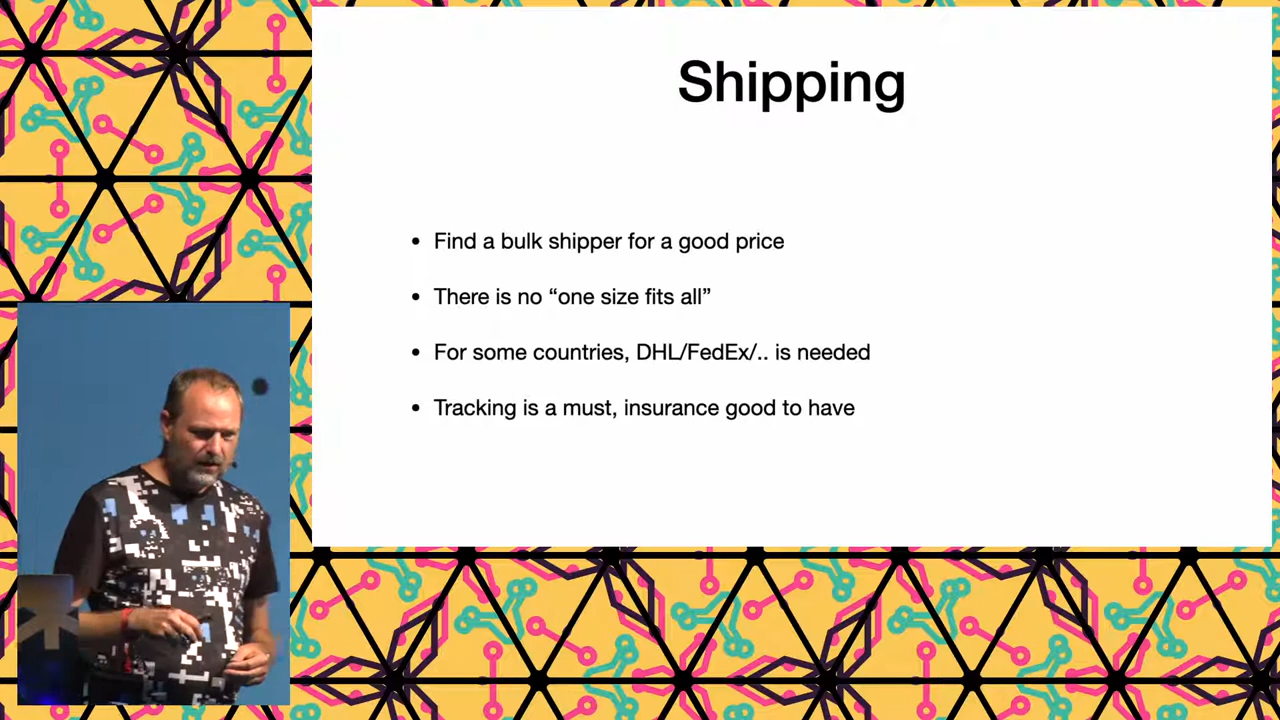 Shipping
• Find a bulk shipper for a good price
• There is no “one size fits all”
• For some countries, DHL/FedEx/.. is needed
• Tracking is a must, insurance good to have